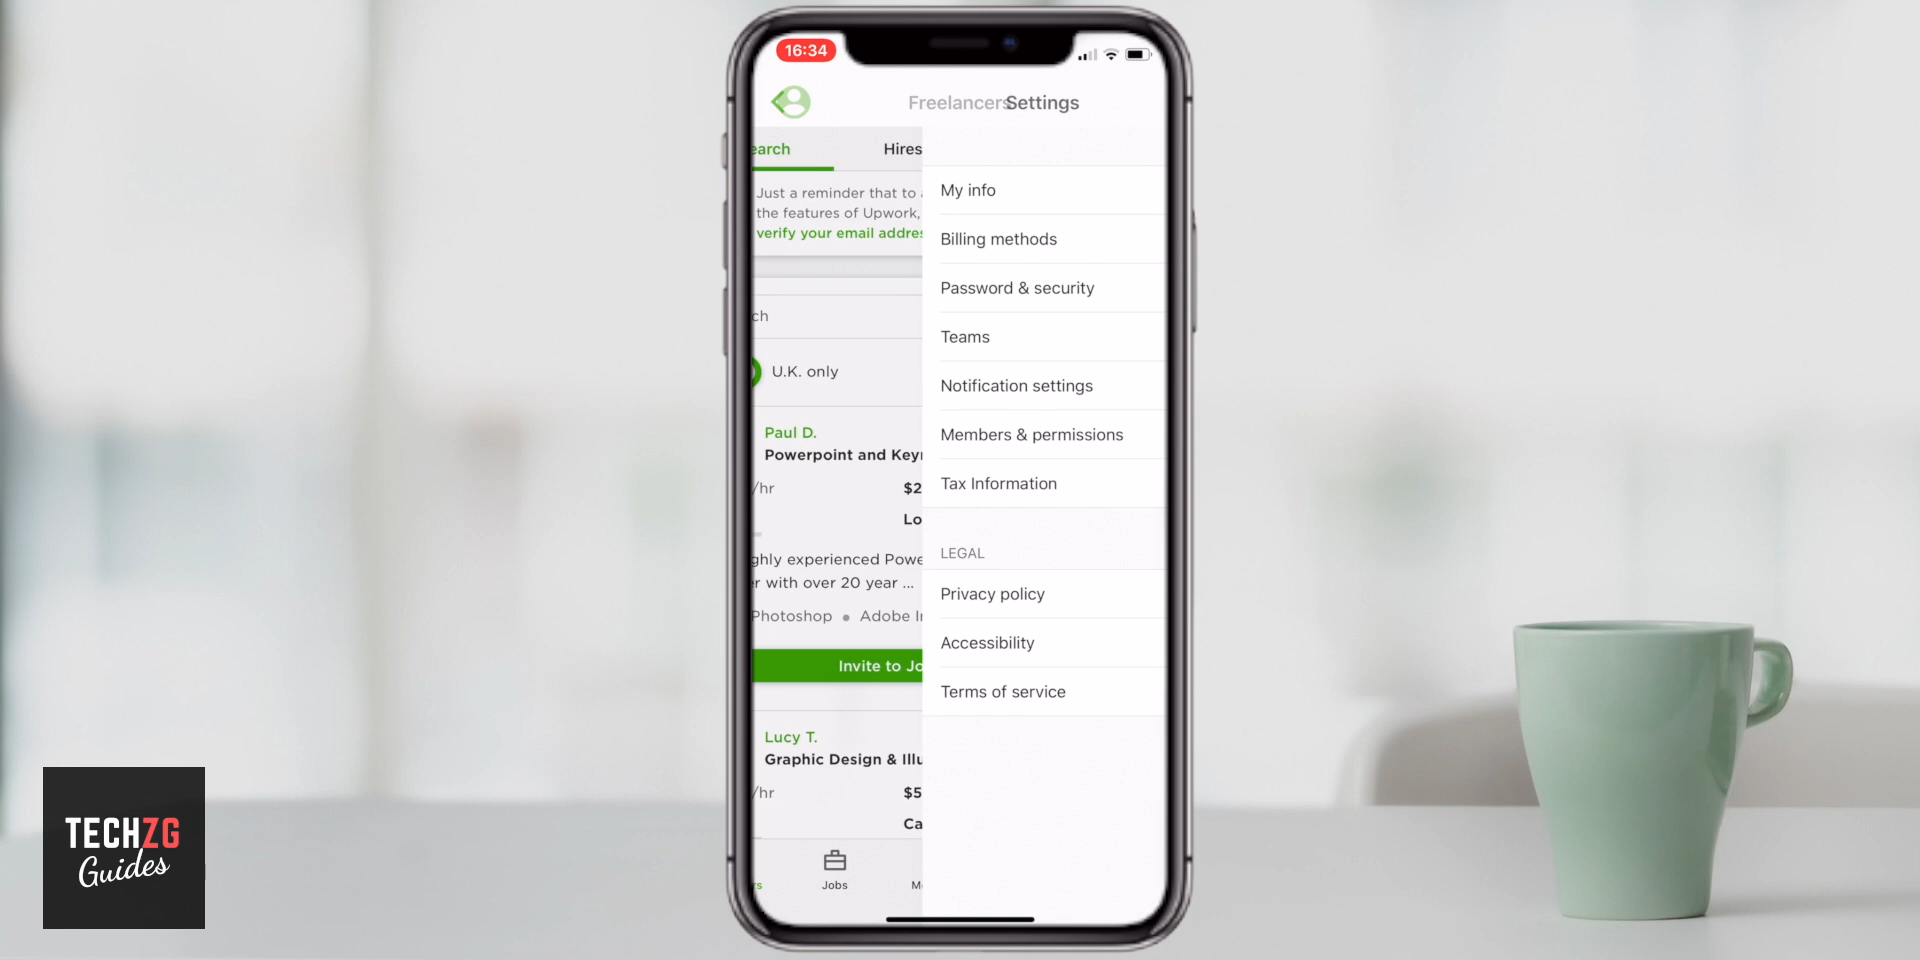 16:34
Freelancers
Settings
earch
Hires
Just a reminder that to
the features of Upwork,
verify your email addres
ch
U.K. only
Paul D.
Powerpoint and Key
/hr
$2
Lo
ghly experienced Powe
r with over 20 year ...
Photoshop • Adobe I
Invite to Jo
Lucy T.
Graphic Design & Illu
/hr
$5
Ca
rs
Jobs
M
My info
Billing methods
Password & security
Teams
Notification settings
Members & permissions
Tax Information
LEGAL
Privacy policy
Accessibility
Terms of service
TECHZG
Guides